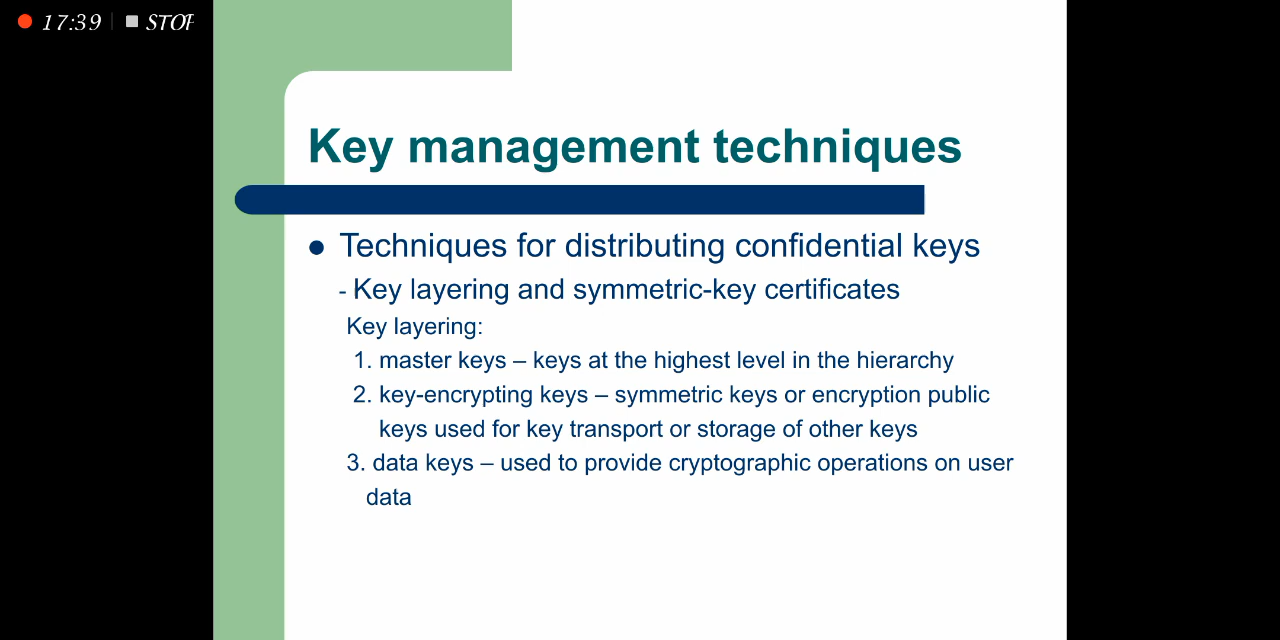 17:39
Key management techniques
Techniques for distributing confidential keys
- Key layering and symmetric-key certificates
Key layering:
1. master keys – keys at the highest level in the hierarchy
2. key-encrypting keys – symmetric keys or encryption public
keys used for key transport or storage of other keys
3. data keys – used to provide cryptographic operations on user
data